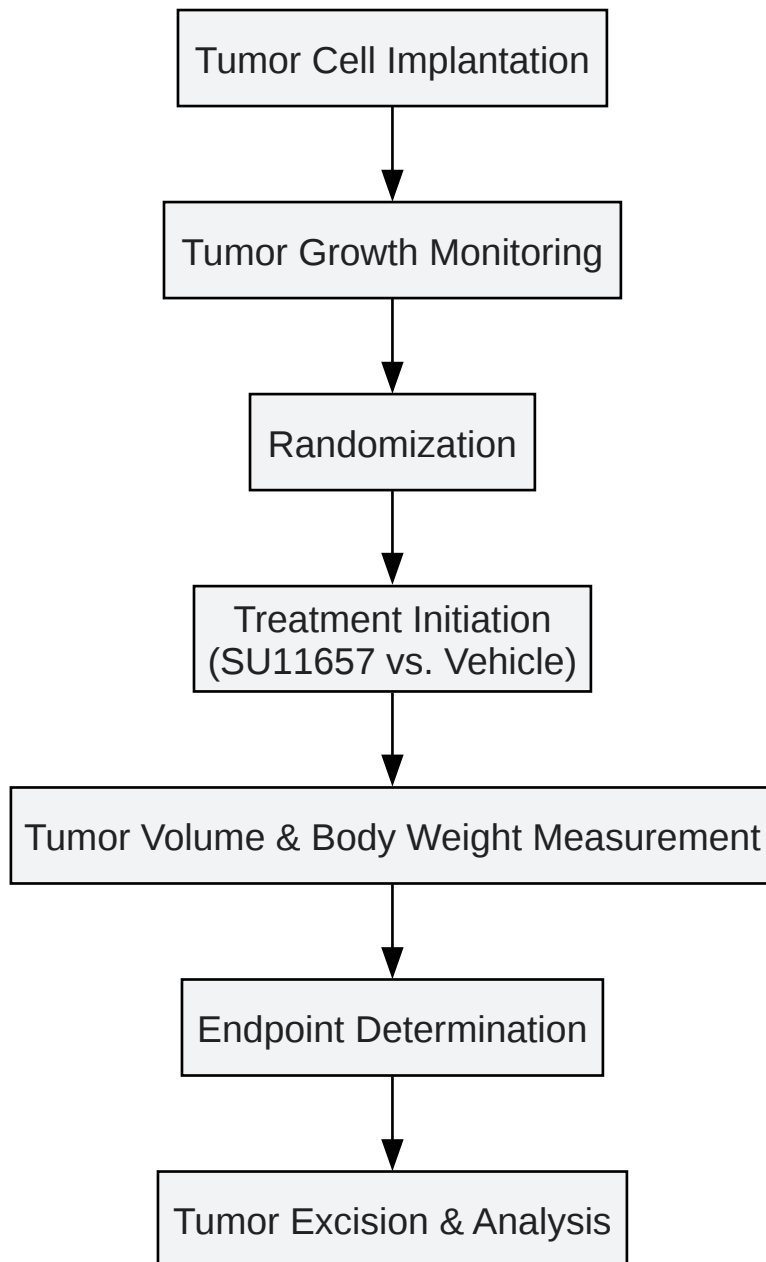 Tumor Cell Implantation
Tumor Growth Monitoring
Randomization
Treatment Initiation
(SU11657 vs. Vehicle)
Tumor Volume & Body Weight Measurement
Endpoint Determination
Tumor Excision & Analysis